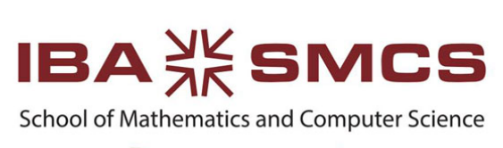 IBA SMCS
School of Mathematics and Computer Science